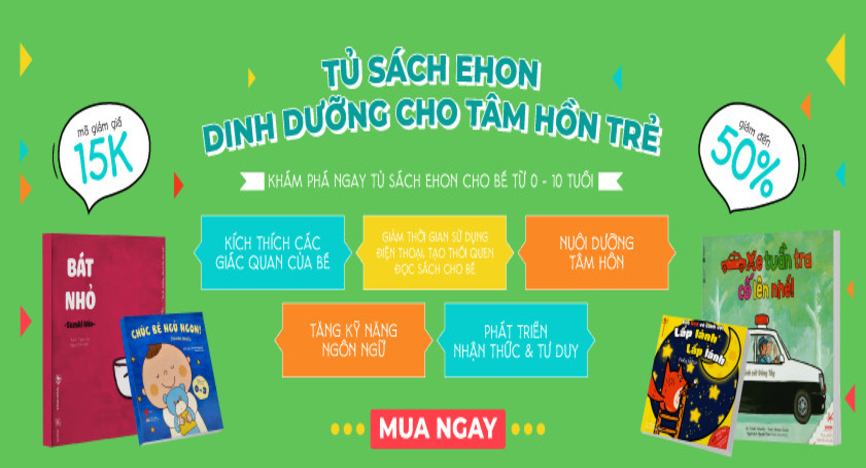 TỦ SÁCH EHON
DINH DƯỠNG CHO TÂM HỒN TRẺ
mã giảm giá
15K
giảm đến
50%
KHÁM PHÁ NGAY TỦ SÁCH EHON CHO BÉ TỪ 0 - 10 TUỔI
KÍCH THÍCH CÁC
GIÁC QUAN CỦA BÉ
GIẢM THỜI GIAN SỬ DỤNG
ĐIỆN THOẠI, TẠO THÓI QUEN
ĐỌC SÁCH CHO BÉ
NUÔI DƯỠNG
TÂM HỒN
TĂNG KỸ NĂNG
NGÔN NGỮ
PHÁT TRIỂN
NHẬN THỨC & TƯ DUY
BÁT
NHỎ
CHÚC BÉ NGỦ NGON!
0-3
Xe tuần tra
cố lên nhé!
Lấp lánh
Lấp lánh
MUA NGAY